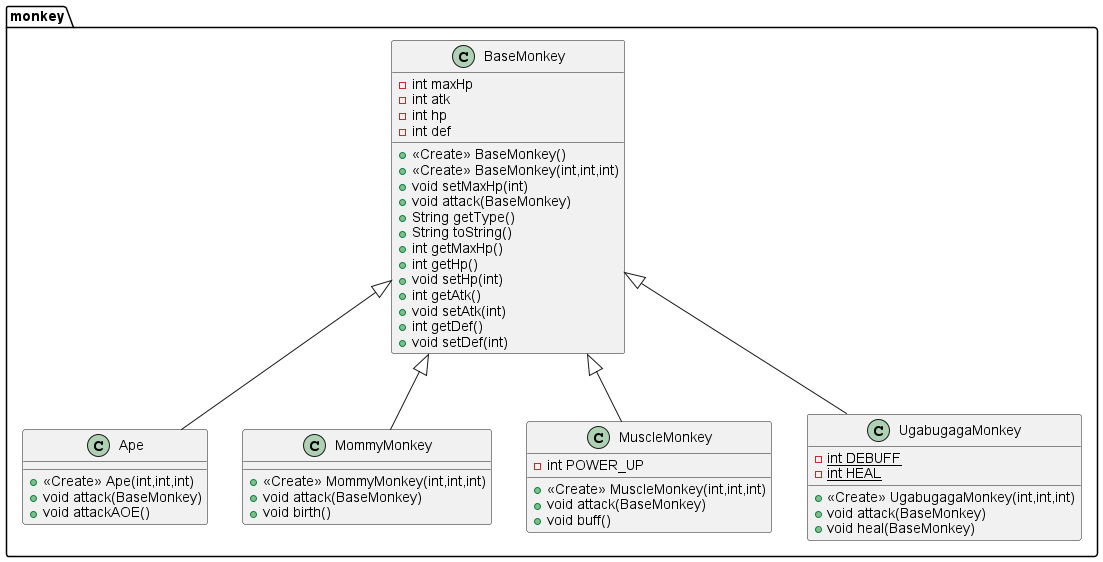 monkey
C BaseMonkey
int maxHp
int atk
int hp
int def
«Create» BaseMonkey()
«Create» BaseMonkey(int,int,int)
void setMaxHp(int)
void attack(BaseMonkey)
String getType()
String toString()
int getMaxHp()
int getHp()
void setHp(int)
int getAtk()
void setAtk(int)
int getDef()
void setDef(int)
C Ape
«Create» Ape(int,int,int)
void attack(BaseMonkey)
void attackAOE()
C MommyMonkey
«Create» MommyMonkey(int,int,int)
void attack(BaseMonkey)
void birth()
C MuscleMonkey
int POWER_UP
«Create» MuscleMonkey(int,int,int)
void attack(BaseMonkey)
void buff()
C UgabugagaMonkey
int DEBUFF
int HEAL
«Create» UgabugagaMonkey(int,int,int)
void attack(BaseMonkey)
void heal(BaseMonkey)